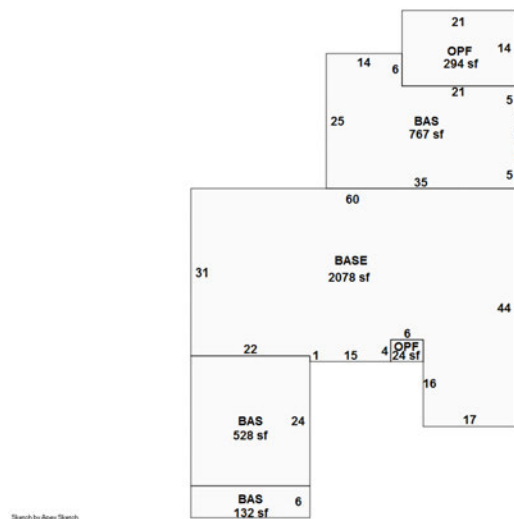 21
OPF
294 sf
14
14
6
21
5
25
BAS
767 sf
35
5
60
31
BASE
2078 sf
44
6
22
1
15
4
OPF
24 sf
16
17
BAS
528 sf
24
BAS
132 sf
6
Sketch by Apex Sketch